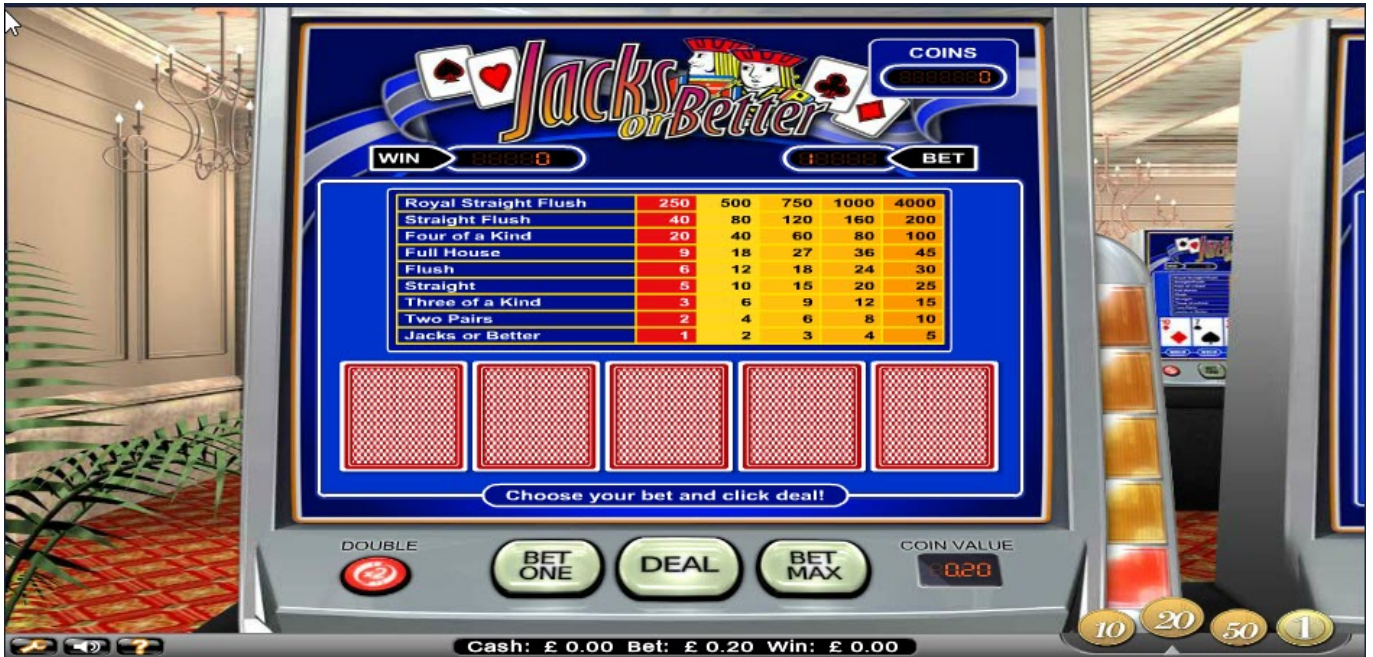 Jacks
or Better
COINS
0
WIN
0
1
BET
Royal Straight Flush 250 500 750 1000 4000
Straight Flush 40 80 120 160 200
Four of a Kind 20 40 60 80 100
Full House 9 18 27 36 45
Flush 6 12 18 24 30
Straight 5 10 15 20 25
Three of a Kind 3 6 9 12 15
Two Pairs 2 4 6 8 10
Jacks or Better 1 2 3 4 5
Choose your bet and click deal!
DOUBLE
x2
BET
ONE
DEAL
BET
MAX
COIN VALUE
0.20
10 20 50 1
?
Cash: £ 0.00 Bet: £ 0.20 Win: £ 0.00